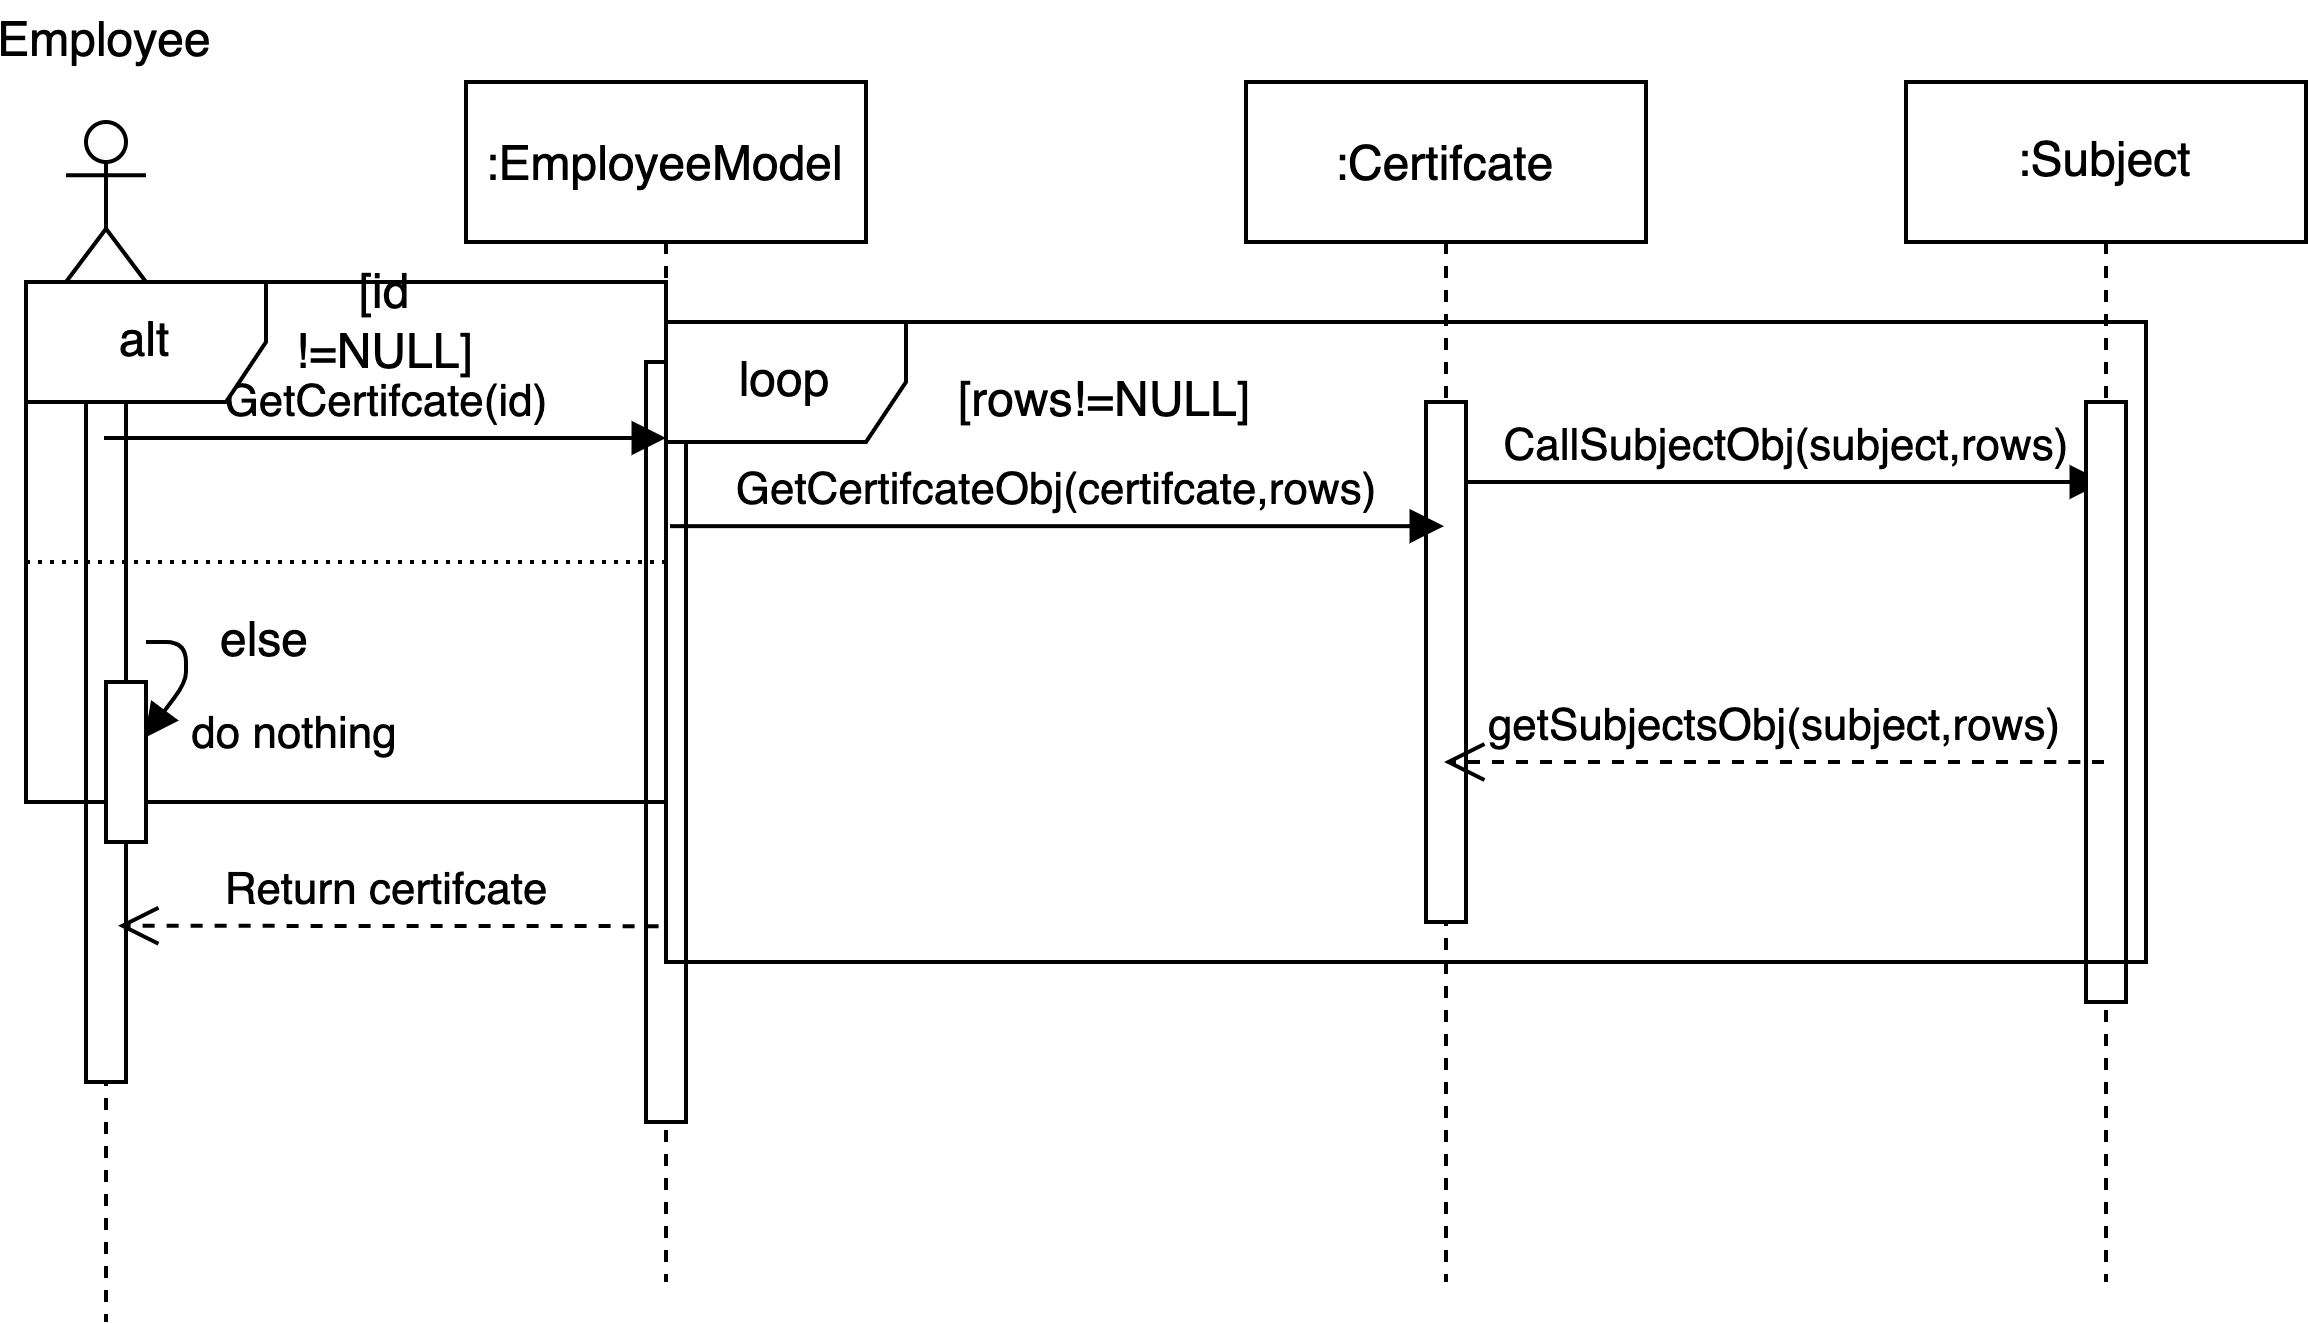 Employee
:EmployeeModel
:Certifcate
:Subject
alt
[id
!=NULL]
GetCertifcate(id)
loop
[rows!=NULL]
CallSubjectObj(subject,rows)
GetCertifcateObj(certifcate,rows)
else
do nothing
getSubjectsObj(subject,rows)
Return certifcate